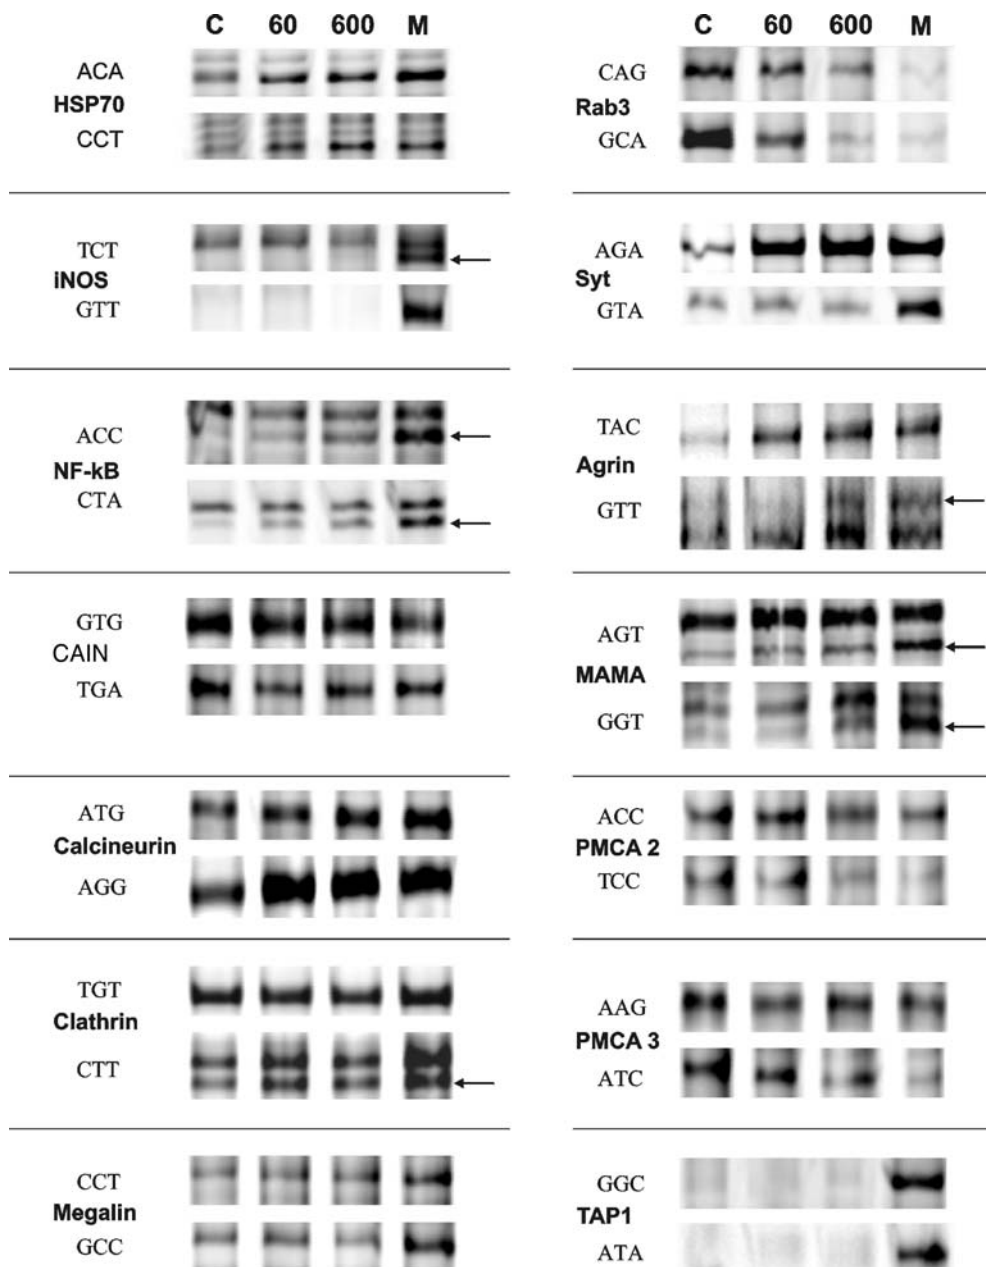 C 60 600 M
ACA
HSP70
CCT
TCT
iNOS
GTT
ACC
NF-kB
CTA
GTG
CAIN
TGA
ATG
Calcineurin
AGG
TGT
Clathrin
CTT
CCT
Megalin
GCC
C 60 600 M
CAG
Rab3
GCA
AGA
Syt
GTA
TAC
Agrin
GTT
AGT
MAMA
GGT
ACC
PMCA 2
TCC
AAG
PMCA 3
ATC
GGC
TAP1
ATA